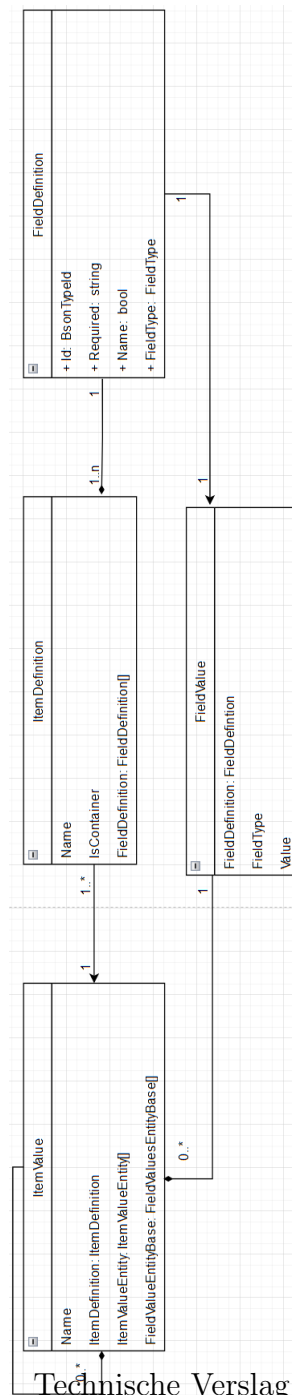 FieldDefinition
+ Id: BsonTypeId
+ Required: string
+ Name: bool
+ FieldType: FieldType
1
1
1..n
1
ItemDefinition
Name
IsContainer
FieldDefinition: FieldDefinition[]
1..*
1
FieldValue
FieldDefinition: FieldDefintion
FieldType
Value
1
1
0..*
ItemValue
Name
ItemDefinition: ItemDefinition
ItemValueEntity: ItemValueEntity[]
FieldValueEntityBase: FieldValuesEntityBase[]
0..*
Technische Verslag